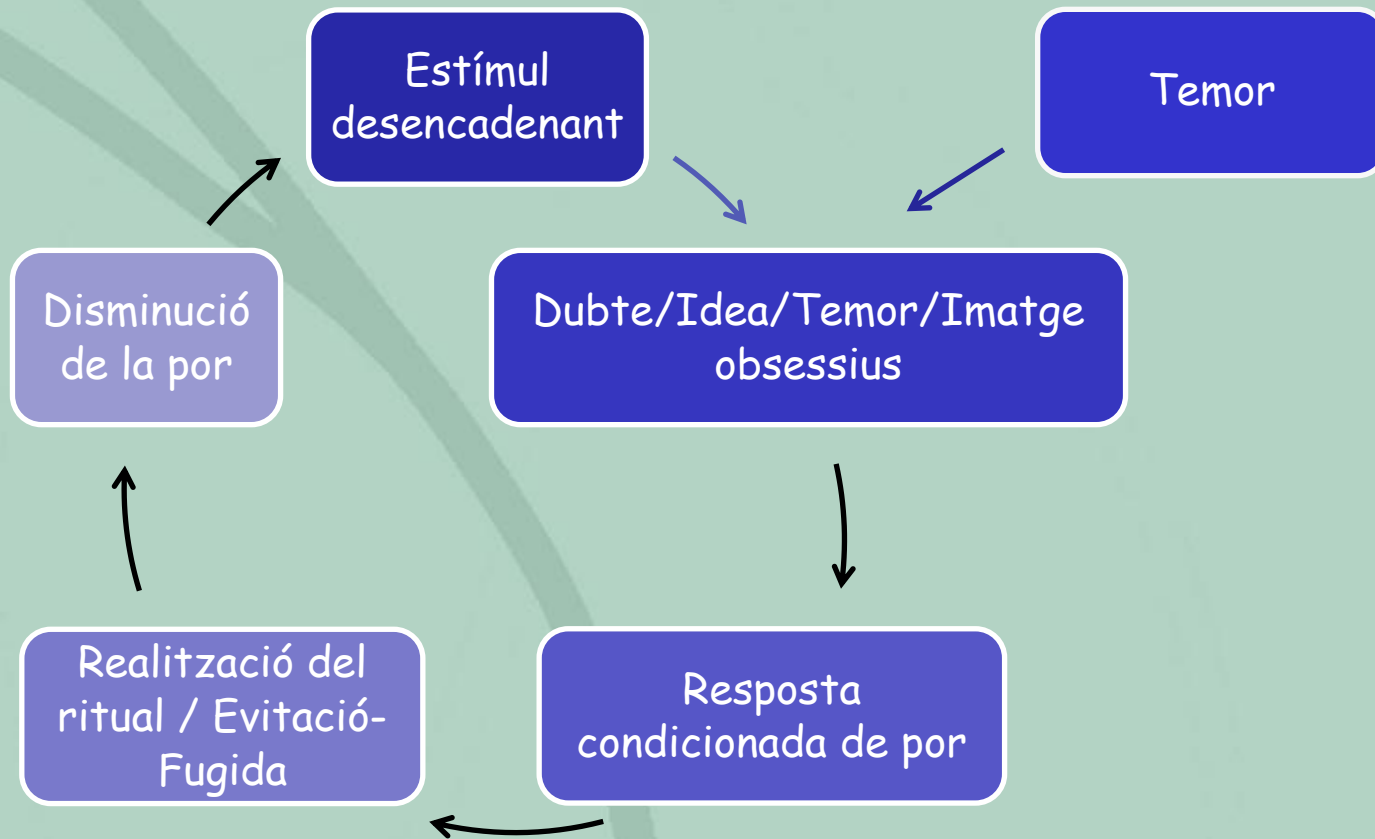 Estímul
desencadenant
Temor
Disminució
de la por
Dubte/Idea/Temor/Imatge
obsessius
Realització del
ritual / Evitació-
Fugida
Resposta
condicionada de por